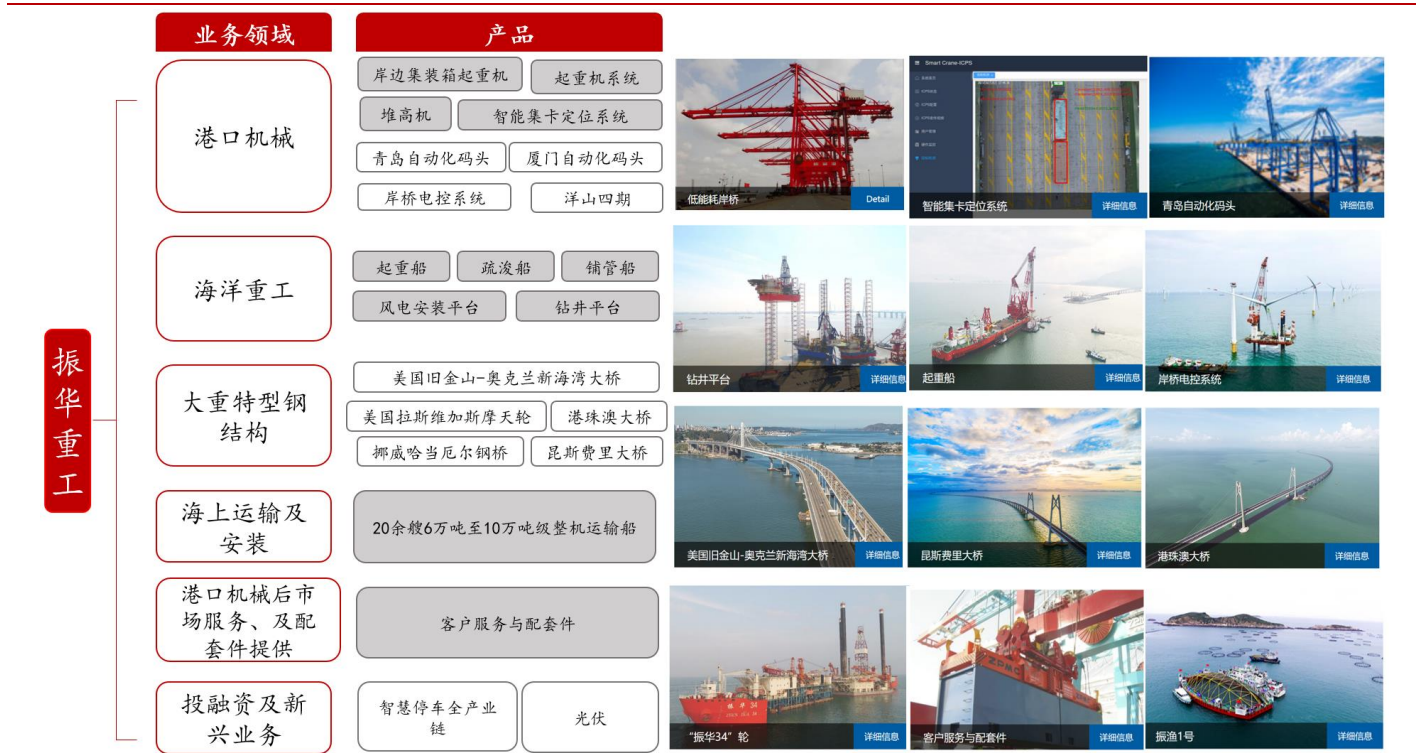 业务领域
产品
振华重工
港口机械
岸边集装箱起重机
起重机系统
堆高机
智能集卡定位系统
青岛自动化码头
厦门自动化码头
岸桥电控系统
洋山四期
海洋重工
起重船
疏浚船
铺管船
风电安装平台
钻井平台
大重特型钢
结构
美国旧金山-奥克兰新海湾大桥
美国拉斯维加斯摩天轮
港珠澳大桥
挪威哈当厄尔钢桥
昆斯费里大桥
海上运输及
安装
20余艘6万吨至10万吨级整机运输船
港口机械后市
场服务、及配
套件提供
客户服务与配套件
投融资及新
兴业务
智慧停车全产业
链
光伏
低能耗岸桥
Detail
Smart Crane-ICPS
智能集卡定位系统
详细信息
青岛自动化码头
详细信息
钻井平台
详细信息
起重船
详细信息
岸桥电控系统
详细信息
美国旧金山-奥克兰新海湾大桥
详细信息
昆斯费里大桥
详细信息
港珠澳大桥
详细信息
"振华34"轮
详细信息
ZPMC
客户服务与配套件
详细信息
振渔1号
详细信息